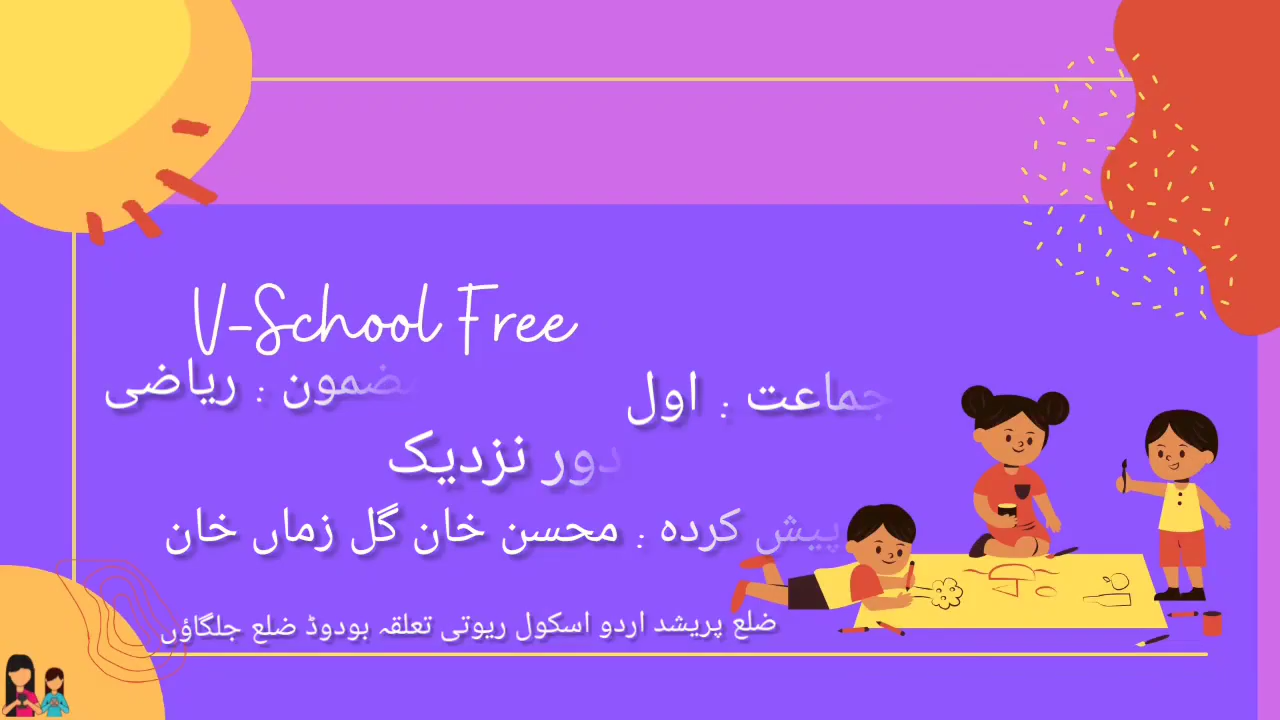 V-School Free
جماعت : اول
مضمون : ریاضی
دور نزدیک
پیش کرده : محسن خان گل زماں خان
ضلع پریشد اردو اسکول ریوتی تعلقہ بودوڈ ضلع جلگاؤں